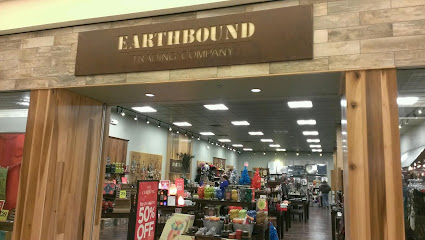 EARTHBOUND
TRADING COMPANY
50%
OFF